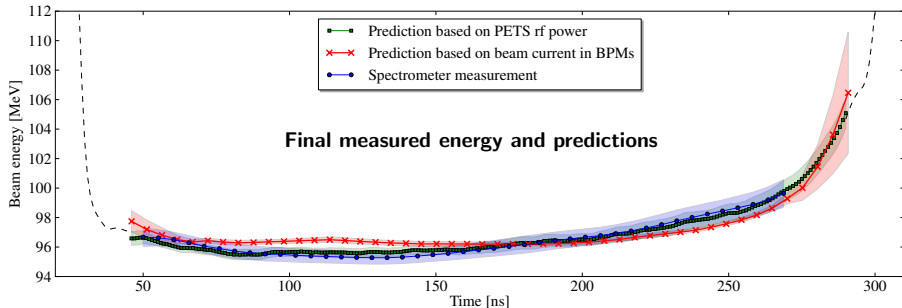 112
110
108
106
104
102
100
98
96
94
Beam energy [MeV]
Prediction based on PETS rf power
Prediction based on beam current in BPMs
Spectrometer measurement
Final measured energy and predictions
50
100
150
200
250
300
Time [ns]